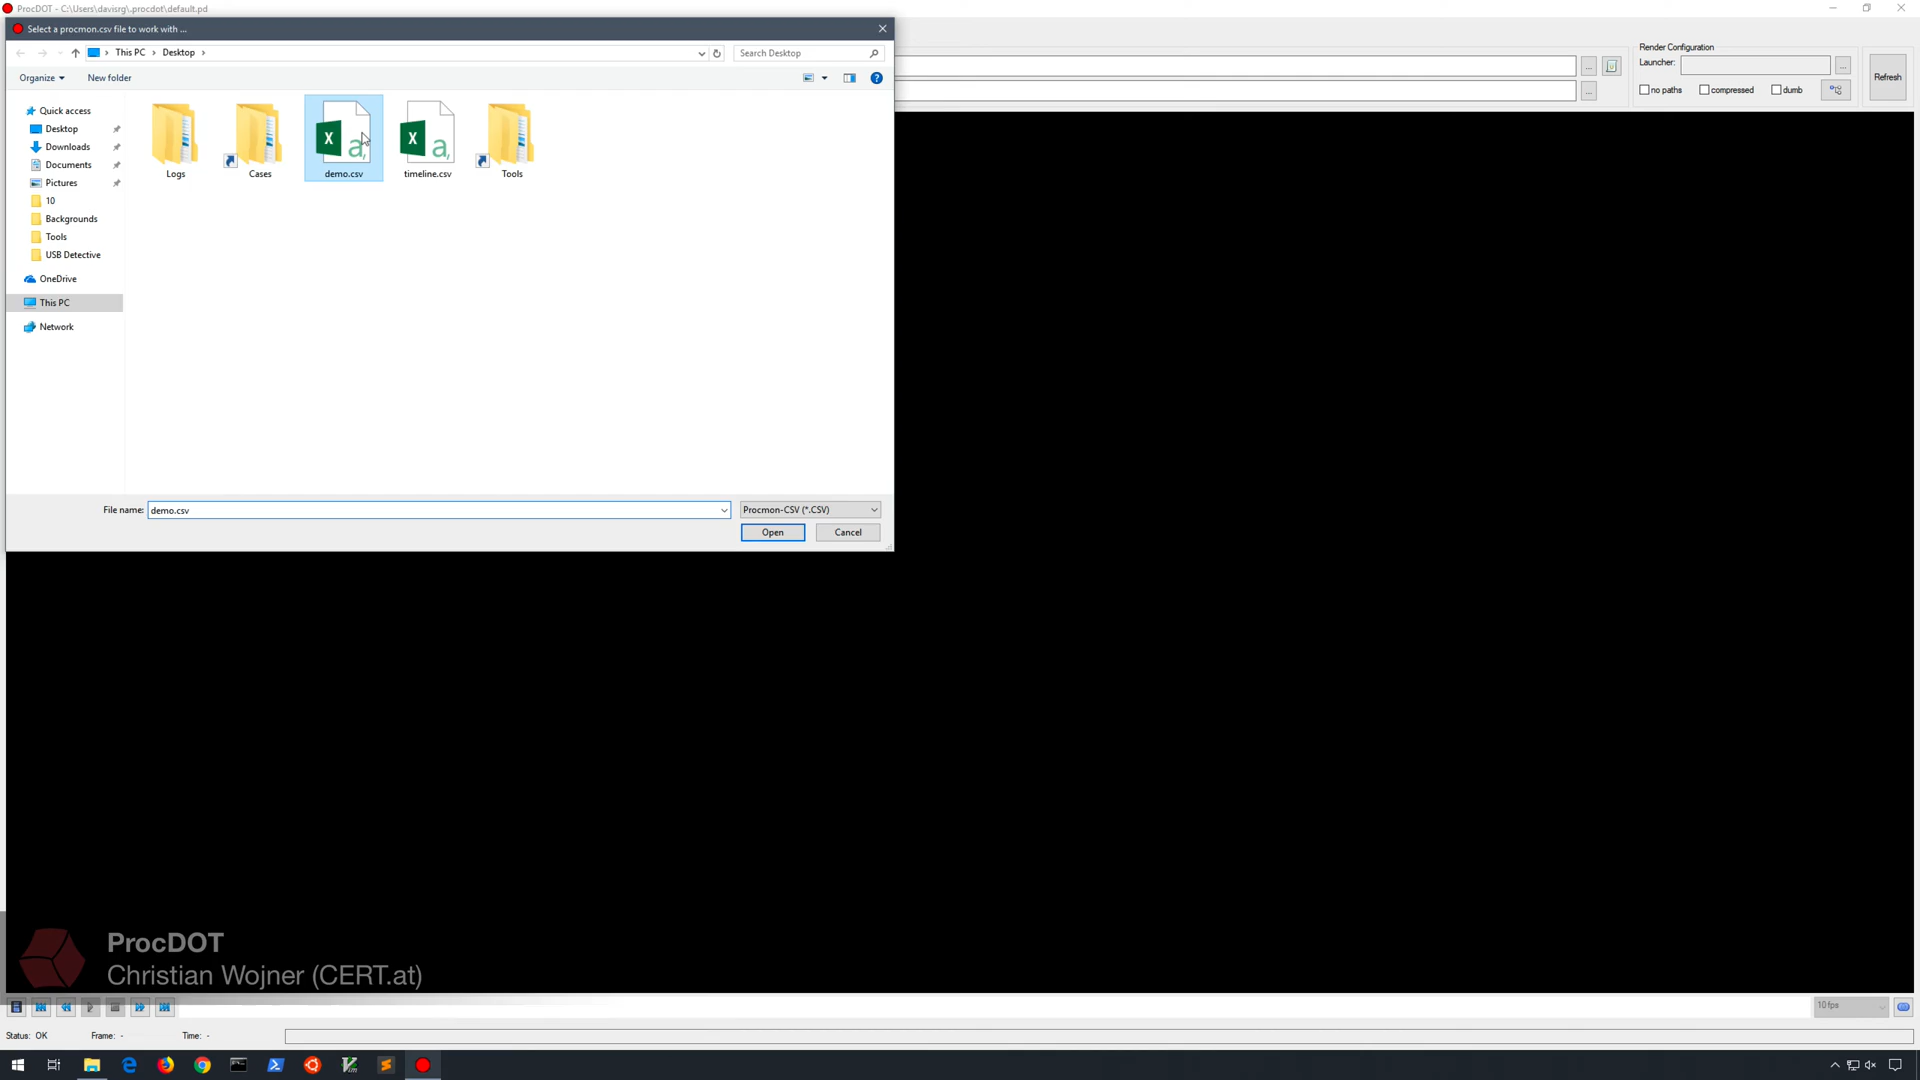 ProcDOT - C:\Users\davisrg\.procdot\default.pd
Select a procmon.csv file to work with ...
This PC
Desktop
Search Desktop
Organize
New folder
Render Configuration
Launcher:
...
...
...
no paths
compressed
dumb
Refresh
Quick access
Desktop
Downloads
Documents
Pictures
10
Backgrounds
Tools
USB Detective
OneDrive
This PC
Network
Logs
Cases
demo.csv
timeline.csv
Tools
File name:
demo.csv
Procmon-CSV (*.CSV)
Open
Cancel
ProcDOT
Christian Wojner (CERT.at)
10 fps
Status: OK
Frame: -
Time: -